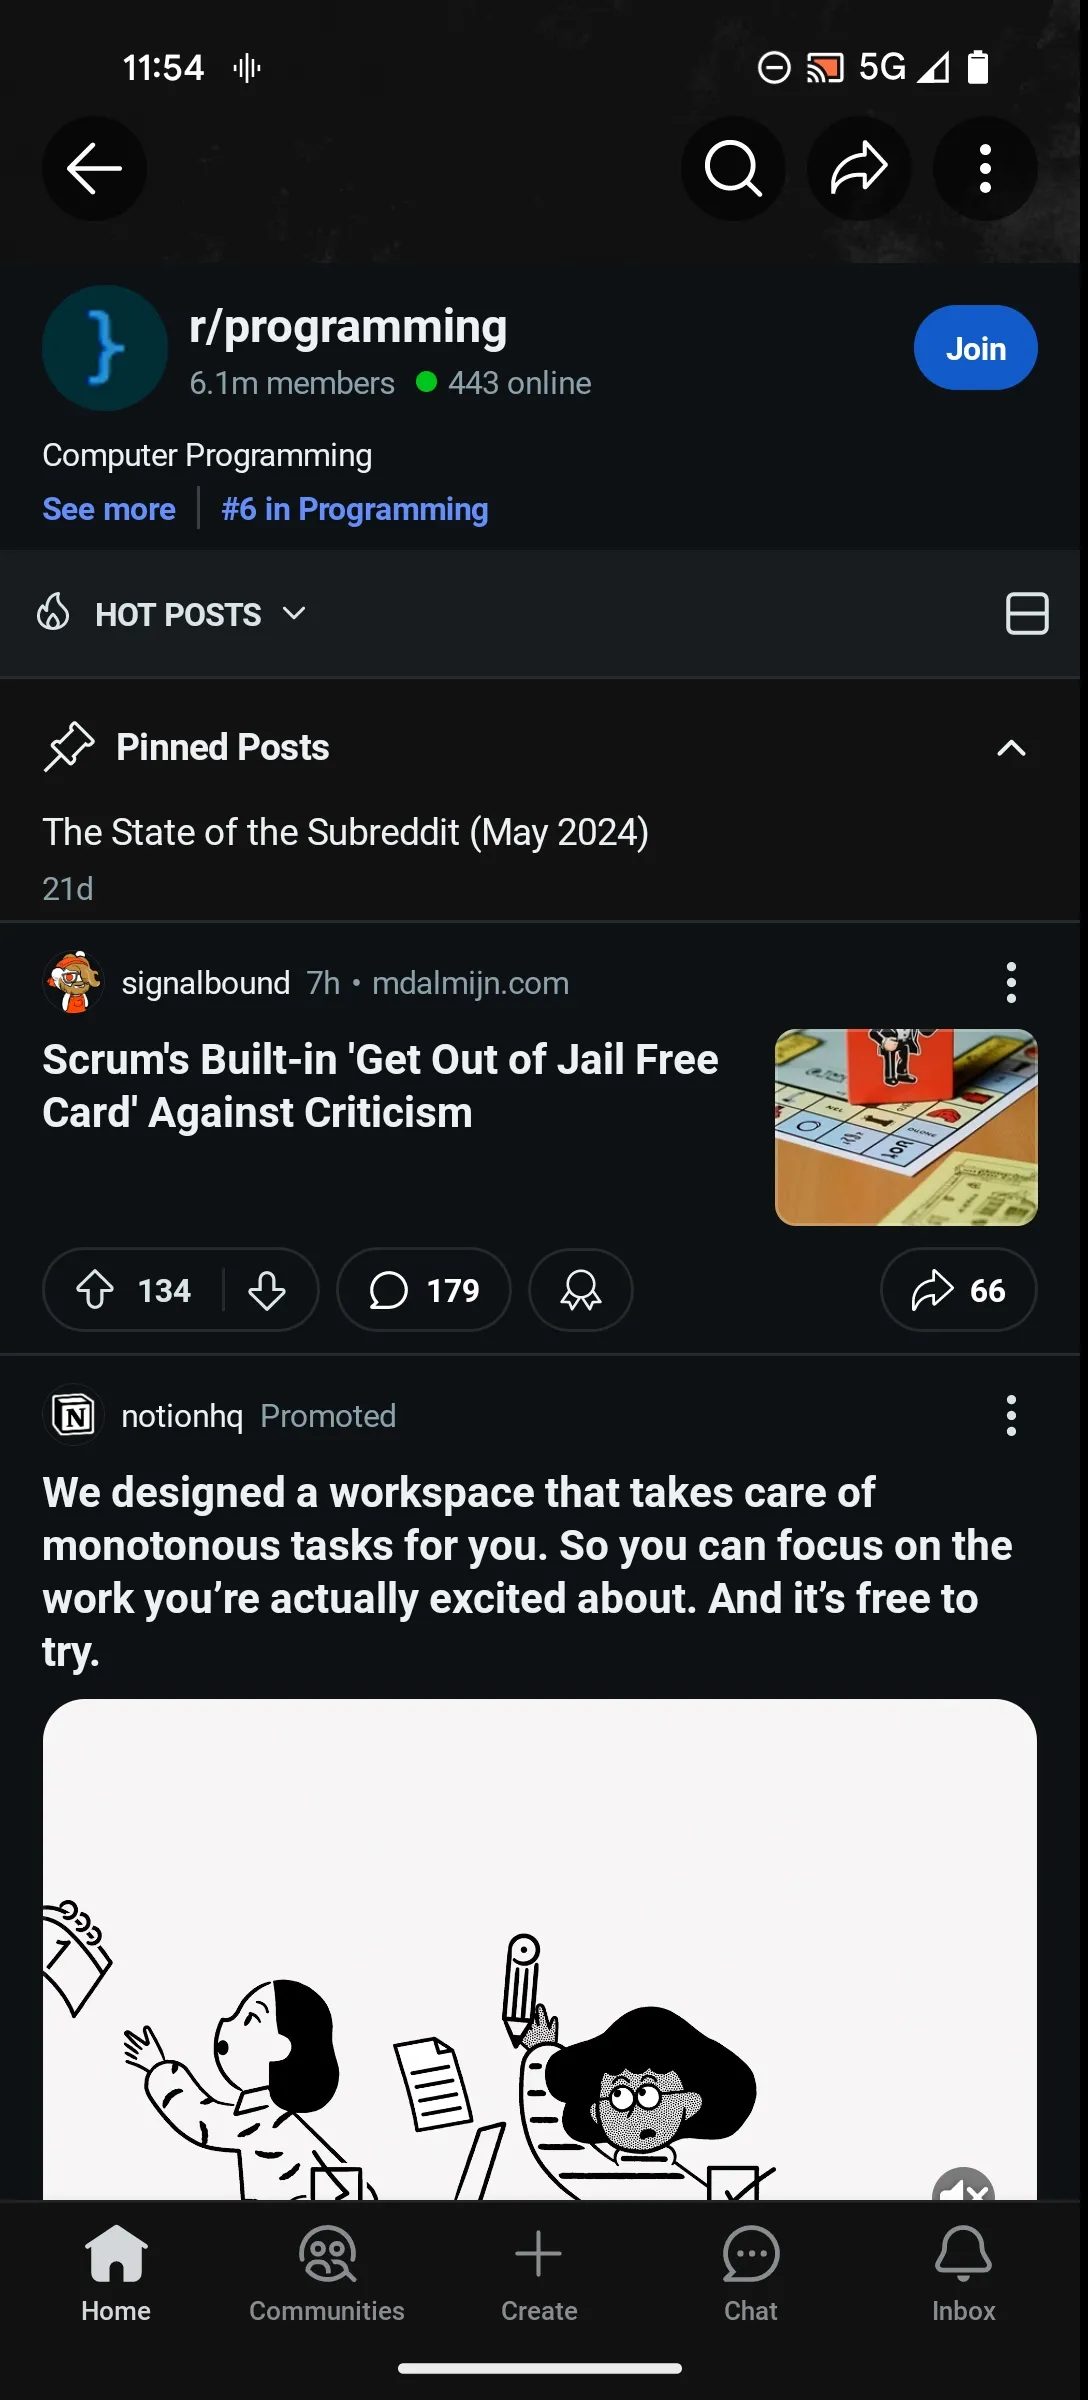 11:54 5G
r/programming
6.1m members 443 online
Join
Computer Programming
See more #6 in Programming
HOT POSTS
Pinned Posts
The State of the Subreddit (May 2024)
21d
signalbound 7h • mdalmijn.com
Scrum's Built-in 'Get Out of Jail Free
Card' Against Criticism
134 179 66
N
notionhq Promoted
We designed a workspace that takes care of
monotonous tasks for you. So you can focus on the
work you’re actually excited about. And it’s free to
try.
1
Home Communities Create Chat Inbox